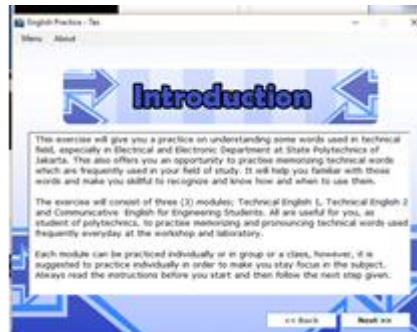 English Practice - Tes
Menu About
Introduction
This exercise will give you a practice on understanding some words used in technical
field, especially in Electrical and Electronic Department at State Polytechnics of
Jakarta. This also offers you an opportunity to practise memorizing technical words
which are frequently used in your field of study. It will help you familiar with those
words and make you skillful to recognize and know how and when to use them.
The exercise will consist of three (3) modules; Technical English 1, Technical English 2
and Communicative English for Engineering Students. All are useful for you, as
student of polytechnics, to practise memorizing and pronouncing technical words used
frequently everyday at the workshop and laboratory.
Each module can be practiced individually or in group or a class, however, it is
suggested to practice individually in order to make you stay focus in the subject.
Always read the instructions before you start and then follow the next step given.
<< Back Next >>